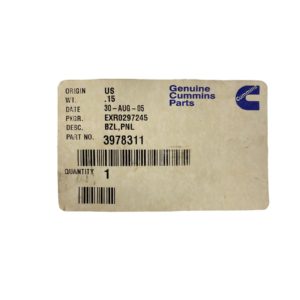 ORIGIN US
WT. .15
DATE 30-AUG-05
PKGR. EXR0297245
DESC. BZL,PNL
PART NO. 3978311
QUANTITY 1
Genuine
Cummins
Parts
Cummins